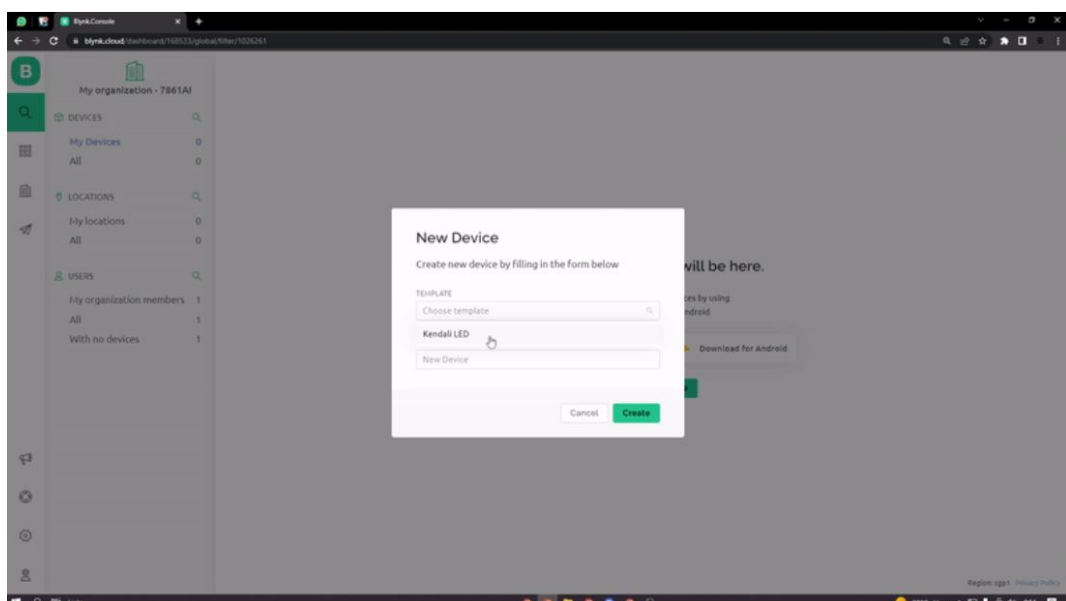 Blynk.Console
blynk.cloud/dashboard/168533/global/filter/1026261
B
My organization - 7861AI
DEVICES
My Devices 0
All 0
LOCATIONS
My locations 0
All 0
USERS
My organization members 1
All 1
With no devices 1
New Device
Create new device by filling in the form below
TEMPLATE
Choose template
Kendali LED
New Device
Cancel Create
will be here.
ces by using
ndroid
Download for Android
Region: sgp1 Privacy Policy